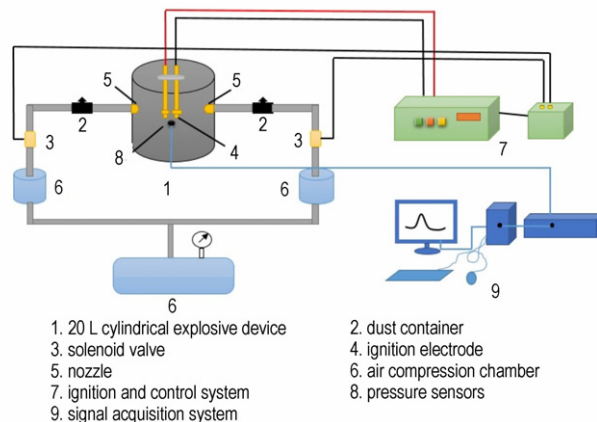 5
5
2
2
3
8
4
3
7
6
1
6
9
6
1. 20 L cylindrical explosive device
2. dust container
3. solenoid valve
4. ignition electrode
5. nozzle
6. air compression chamber
7. ignition and control system
8. pressure sensors
9. signal acquisition system